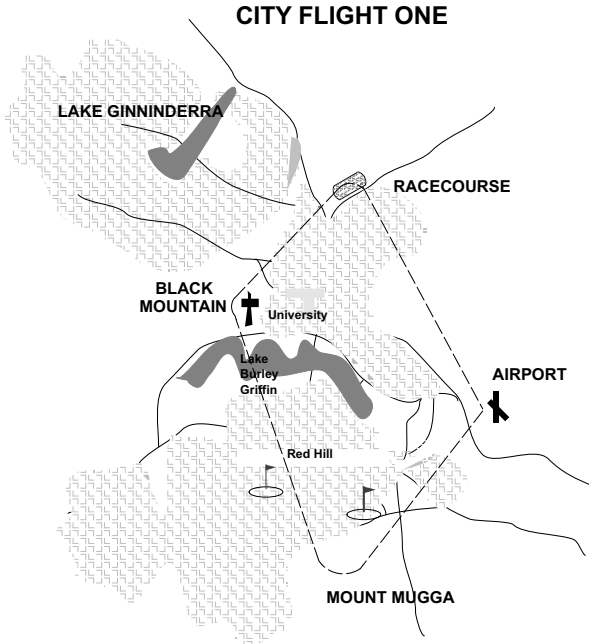 CITY FLIGHT ONE
LAKE GINNINDERRA
RACECOURSE
BLACK
MOUNTAIN
University
Lake
Burley
Griffin
AIRPORT
Red Hill
MOUNT MUGGA